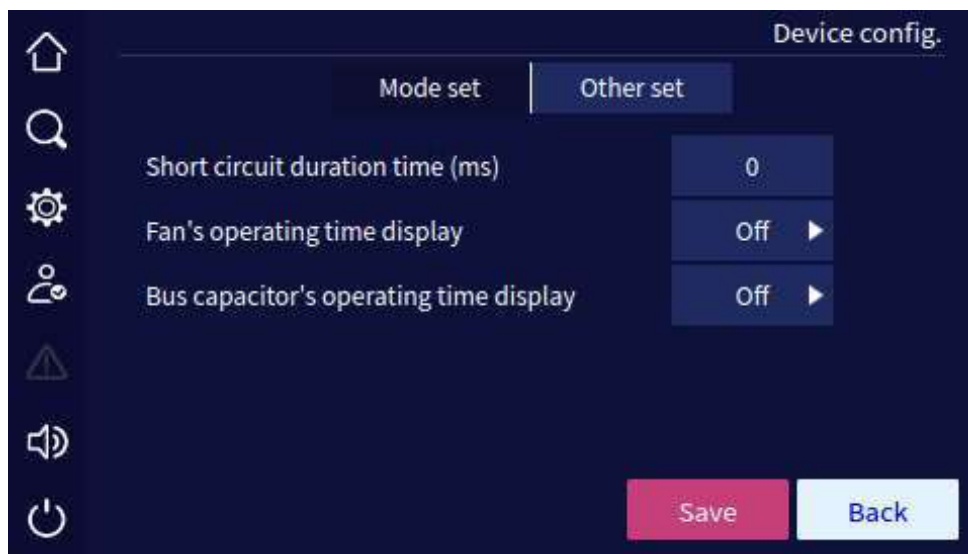 Device config.
Mode set Other set
Short circuit duration time (ms) 0
Fan's operating time display Off
Bus capacitor's operating time display Off
Save Back